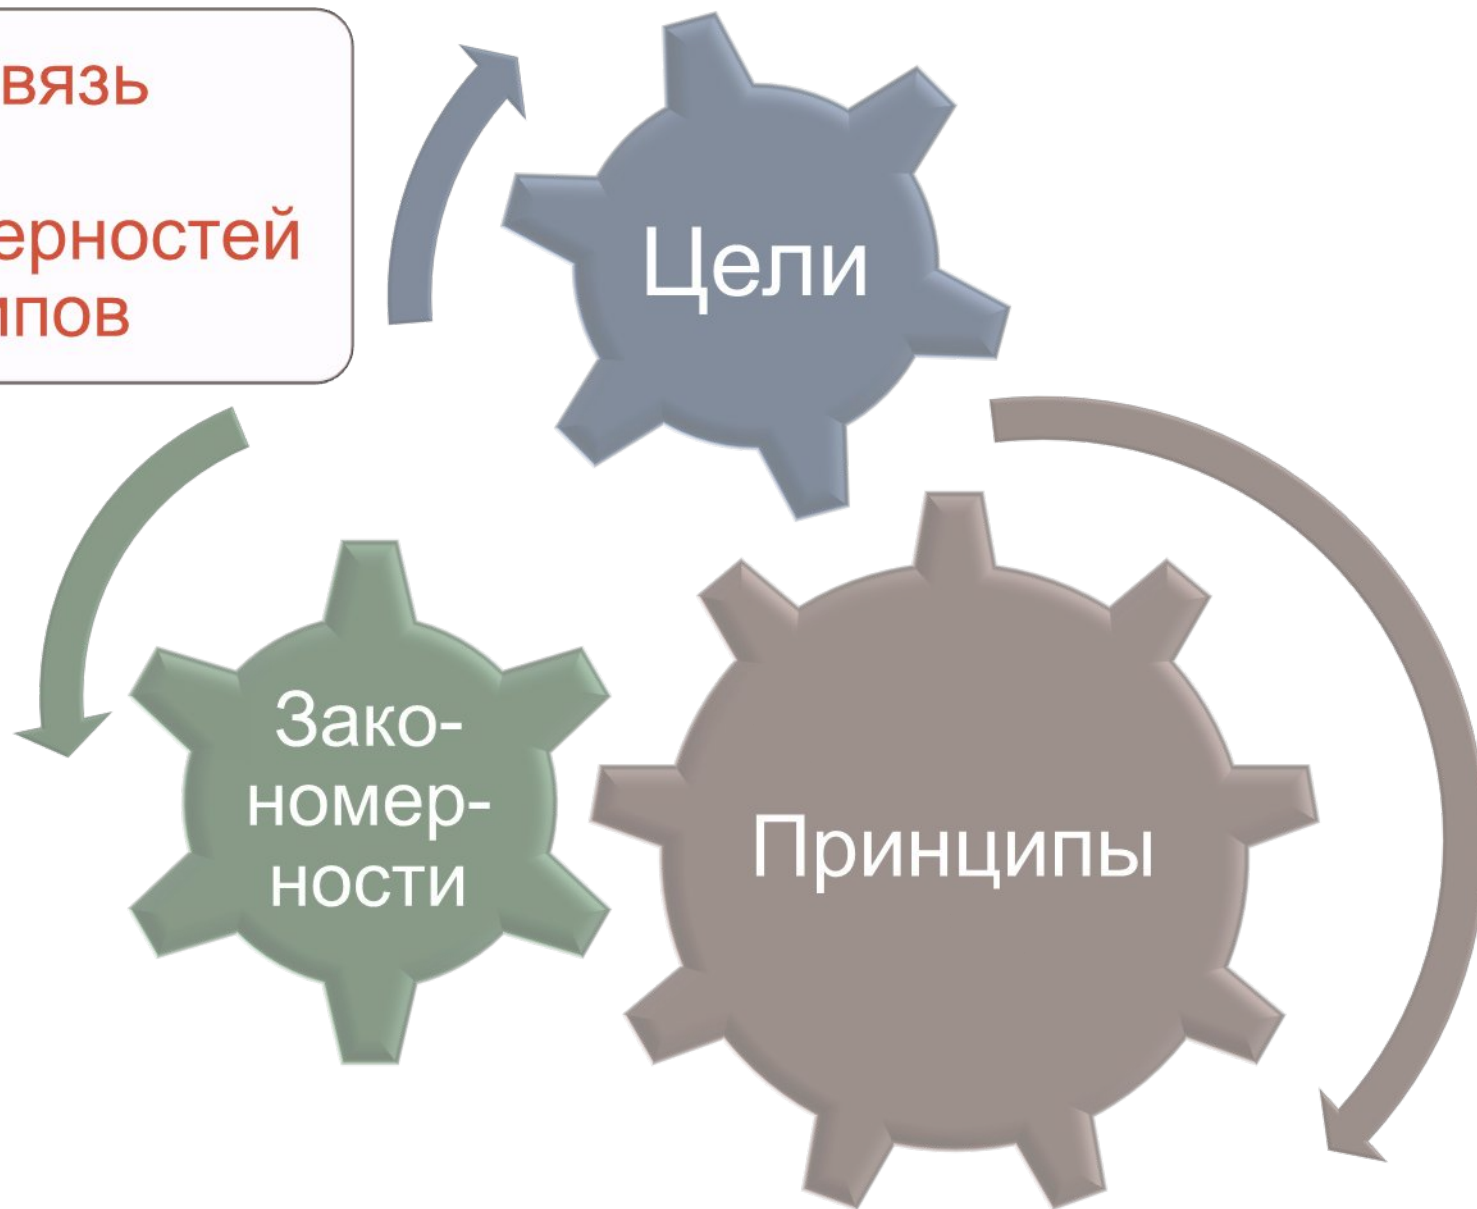 вязь
ерностей
ипов
Цели
Зако-
номер-
ности
Принципы